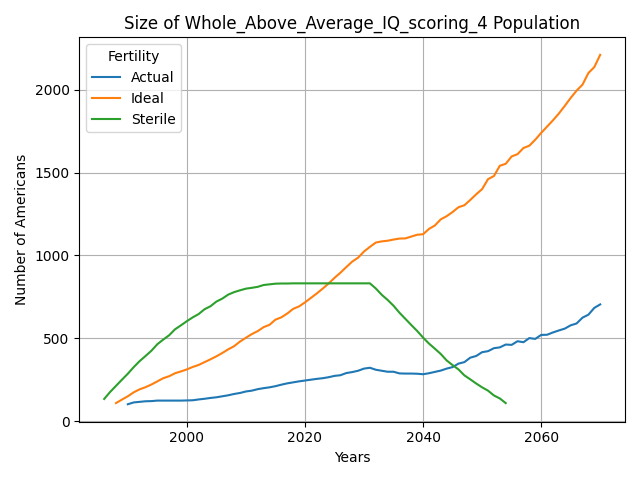 Size of Whole_Above_Average_IQ_scoring_4 Population
Fertility
Actual
Ideal
Sterile
Number of Americans
2000
1500
1000
500
0
2000
2020
2040
2060
Years